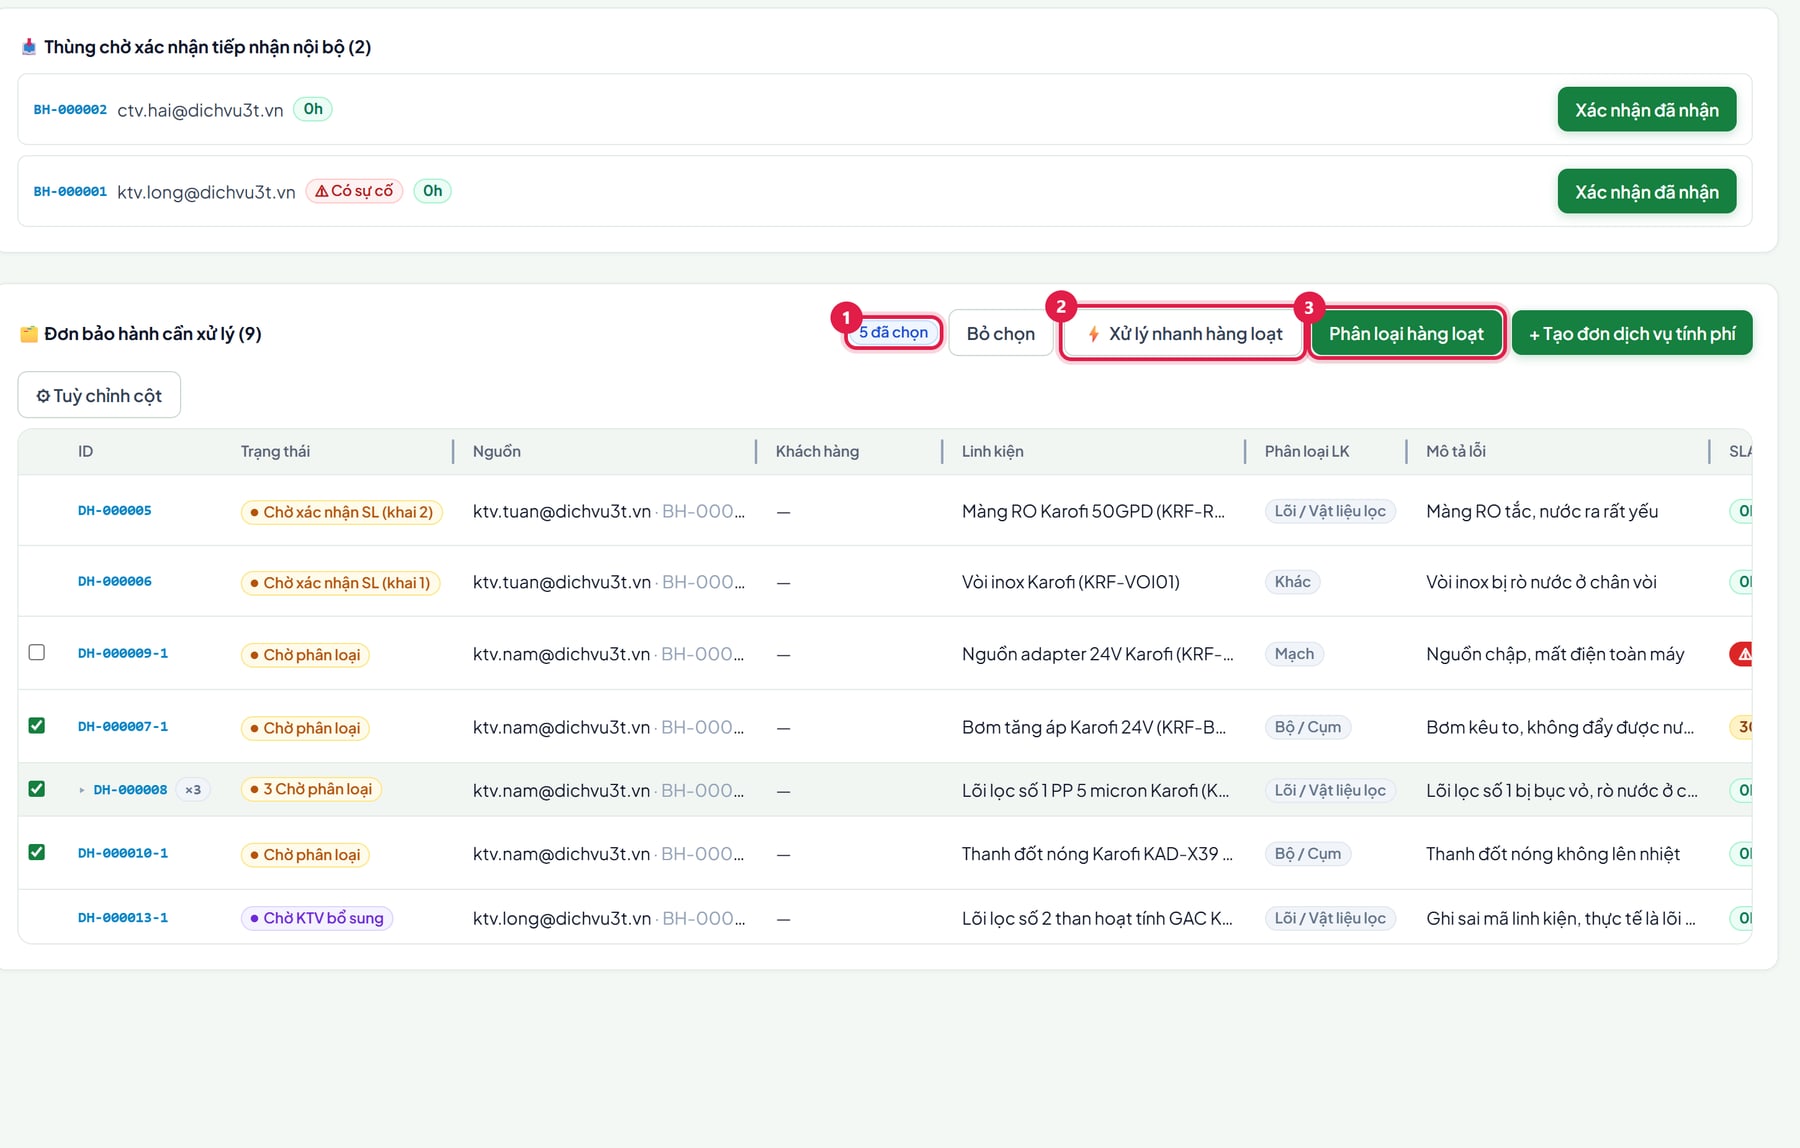 Thùng chờ xác nhận tiếp nhận nội bộ (2)
BH-000002 ctv.hai@dichvu3t.vn 0h Xác nhận đã nhận
BH-000001 ktv.long@dichvu3t.vn ⚠ Có sự cố 0h Xác nhận đã nhận
Đơn bảo hành cần xử lý (9) 1 5 đã chọn Bỏ chọn 2 ⚡ Xử lý nhanh hàng loạt 3 Phân loại hàng loạt + Tạo đơn dịch vụ tính phí
⚙ Tuỳ chỉnh cột
ID Trạng thái Nguồn Khách hàng Linh kiện Phân loại LK Mô tả lỗi SLA
DH-000005 • Chờ xác nhận SL (khai 2) ktv.tuan@dichvu3t.vn · BH-000… — Màng RO Karofi 50GPD (KRF-R… Lõi / Vật liệu lọc Màng RO tắc, nước ra rất yếu
DH-000006 • Chờ xác nhận SL (khai 1) ktv.tuan@dichvu3t.vn · BH-000… — Vòi inox Karofi (KRF-VOI01) Khác Vòi inox bị rò nước ở chân vòi
DH-000009-1 • Chờ phân loại ktv.nam@dichvu3t.vn · BH-000… — Nguồn adapter 24V Karofi (KRF-… Mạch Nguồn chập, mất điện toàn máy ⚠
DH-000007-1 • Chờ phân loại ktv.nam@dichvu3t.vn · BH-000… — Bơm tăng áp Karofi 24V (KRF-B… Bộ / Cụm Bơm kêu to, không đẩy được nư…
▸ DH-000008 ×3 • 3 Chờ phân loại ktv.nam@dichvu3t.vn · BH-000… — Lõi lọc số 1 PP 5 micron Karofi (K… Lõi / Vật liệu lọc Lõi lọc số 1 bị bục vỏ, rò nước ở c…
DH-000010-1 • Chờ phân loại ktv.nam@dichvu3t.vn · BH-000… — Thanh đốt nóng Karofi KAD-X39 … Bộ / Cụm Thanh đốt nóng không lên nhiệt
DH-000013-1 • Chờ KTV bổ sung ktv.long@dichvu3t.vn · BH-000… — Lõi lọc số 2 than hoạt tính GAC K… Lõi / Vật liệu lọc Ghi sai mã linh kiện, thực tế là lõi …